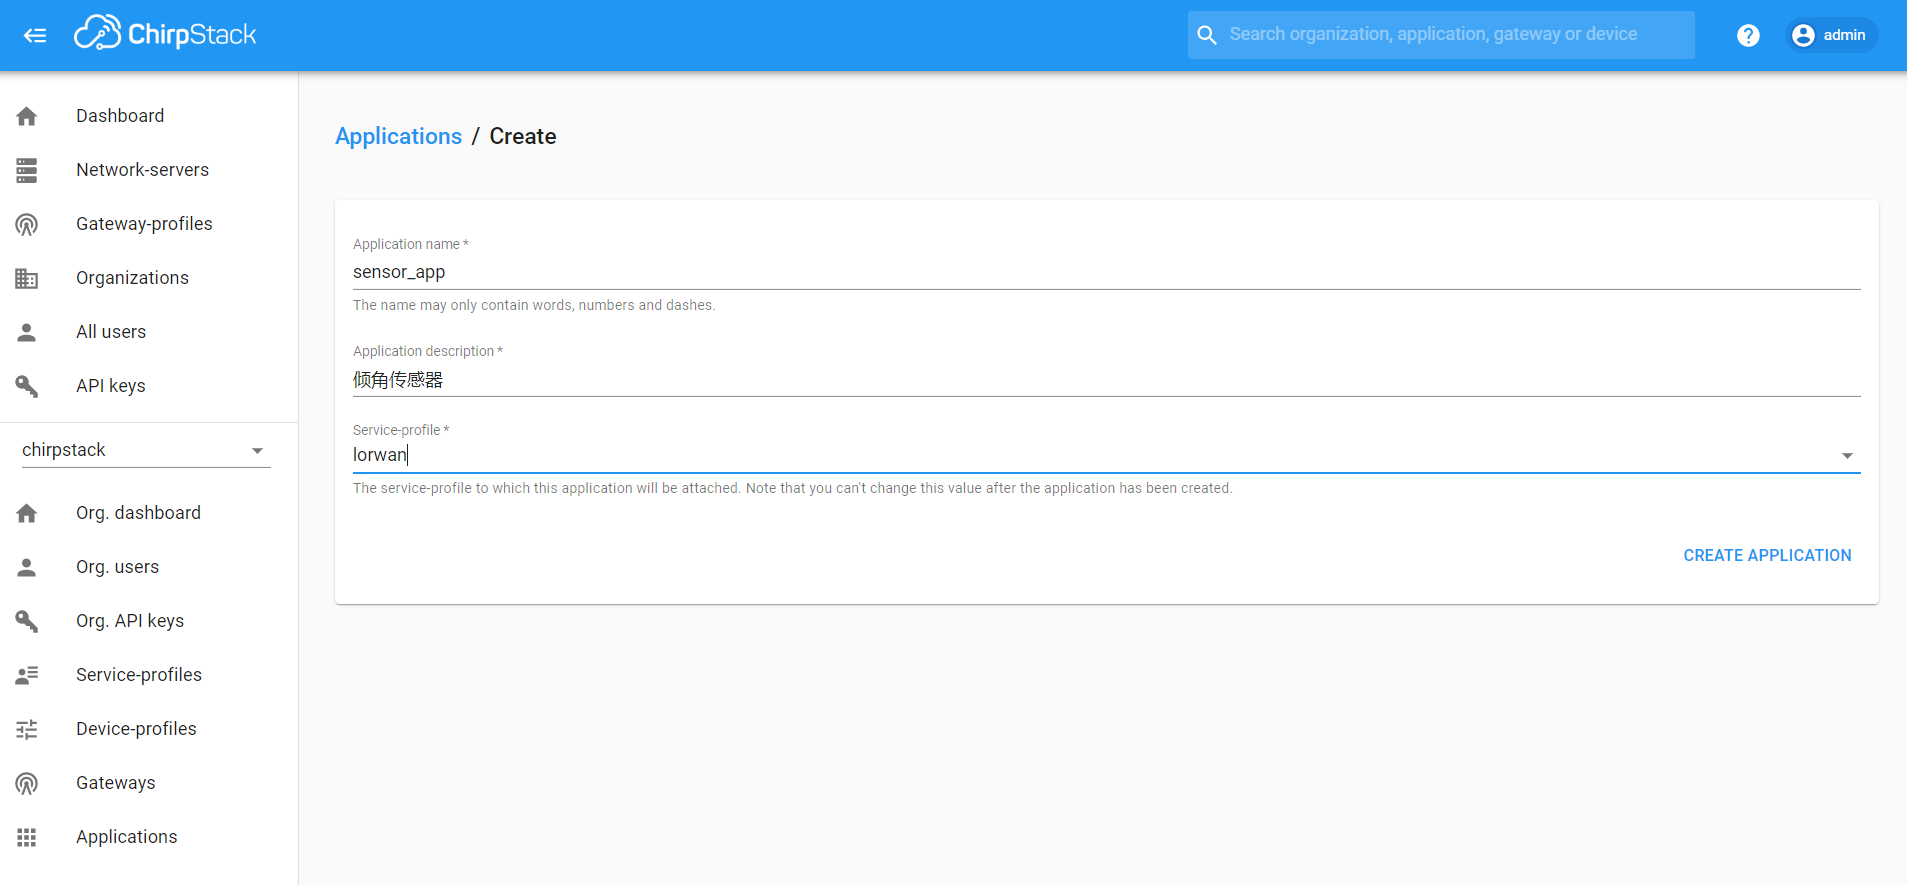 ChirpStack
Search organization, application, gateway or device
? admin
Dashboard
Network-servers
Gateway-profiles
Organizations
All users
API keys
chirpstack
Org. dashboard
Org. users
Org. API keys
Service-profiles
Device-profiles
Gateways
Applications
Applications / Create
Application name *
sensor_app
The name may only contain words, numbers and dashes.
Application description *
倾角传感器
Service-profile *
lorwan
The service-profile to which this application will be attached. Note that you can't change this value after the application has been created.
CREATE APPLICATION